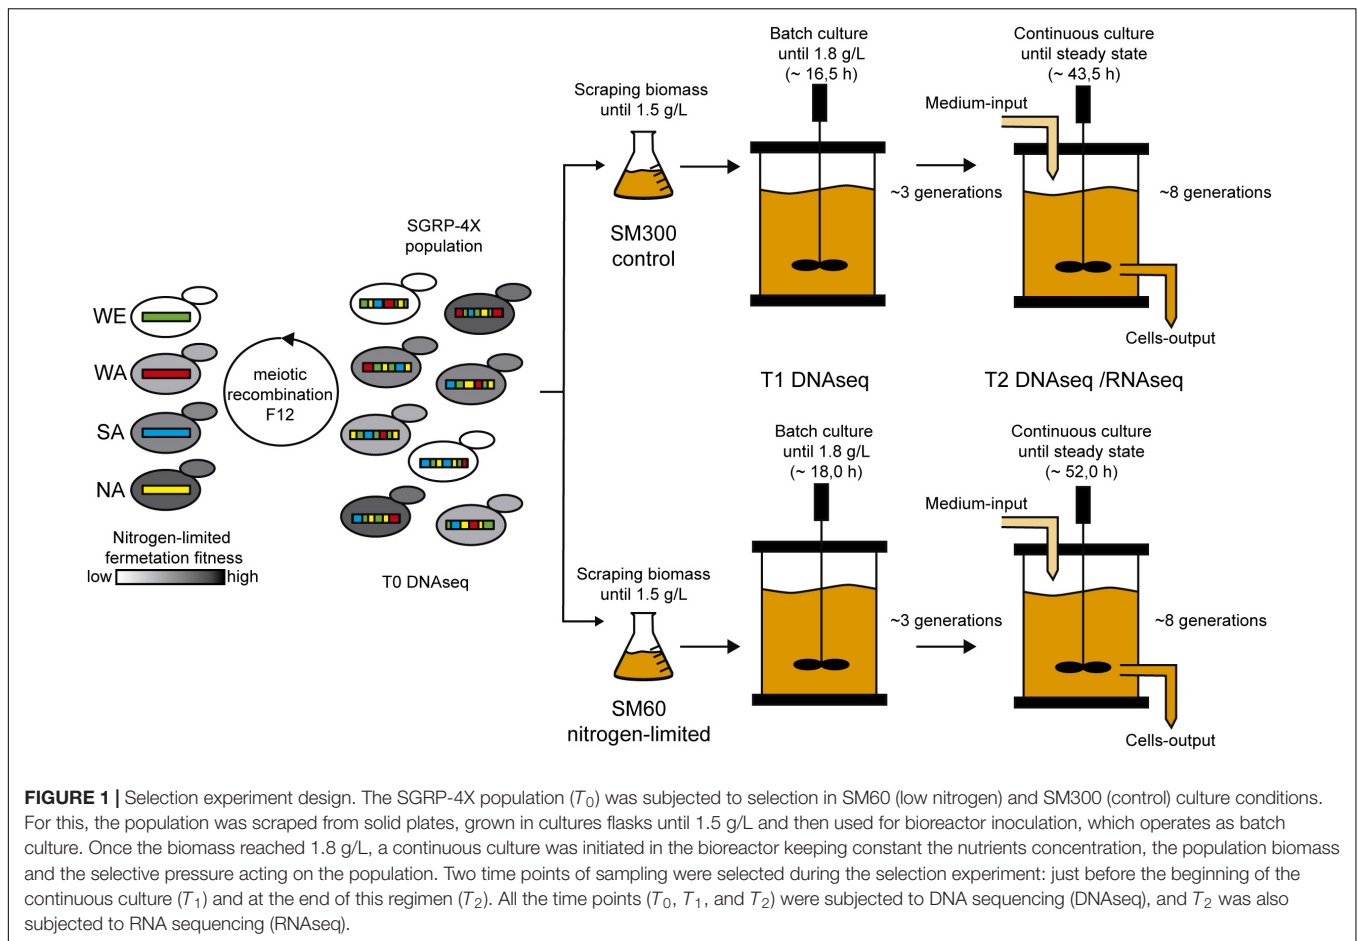 Batch culture
until 1.8 g/L
(~ 16,5 h)
Continuous culture
until steady state
(~ 43,5 h)
Scraping biomass
until 1.5 g/L
Medium-input
~3 generations
~8 generations
SM300
control
Cells-output
SGRP-4X
population
WE
WA
SA
NA
meiotic
recombination
F12
Nitrogen-limited
fermetation fitness
low
high
T0 DNAseq
T1 DNAseq
T2 DNAseq /RNAseq
Batch culture
until 1.8 g/L
(~ 18,0 h)
Continuous culture
until steady state
(~ 52,0 h)
Scraping biomass
until 1.5 g/L
Medium-input
~3 generations
~8 generations
SM60
nitrogen-limited
Cells-output
FIGURE 1 | Selection experiment design. The SGRP-4X population (T0) was subjected to selection in SM60 (low nitrogen) and SM300 (control) culture conditions.
For this, the population was scraped from solid plates, grown in cultures flasks until 1.5 g/L and then used for bioreactor inoculation, which operates as batch
culture. Once the biomass reached 1.8 g/L, a continuous culture was initiated in the bioreactor keeping constant the nutrients concentration, the population biomass
and the selective pressure acting on the population. Two time points of sampling were selected during the selection experiment: just before the beginning of the
continuous culture (T1) and at the end of this regimen (T2). All the time points (T0, T1, and T2) were subjected to DNA sequencing (DNAseq), and T2 was also
subjected to RNA sequencing (RNAseq).